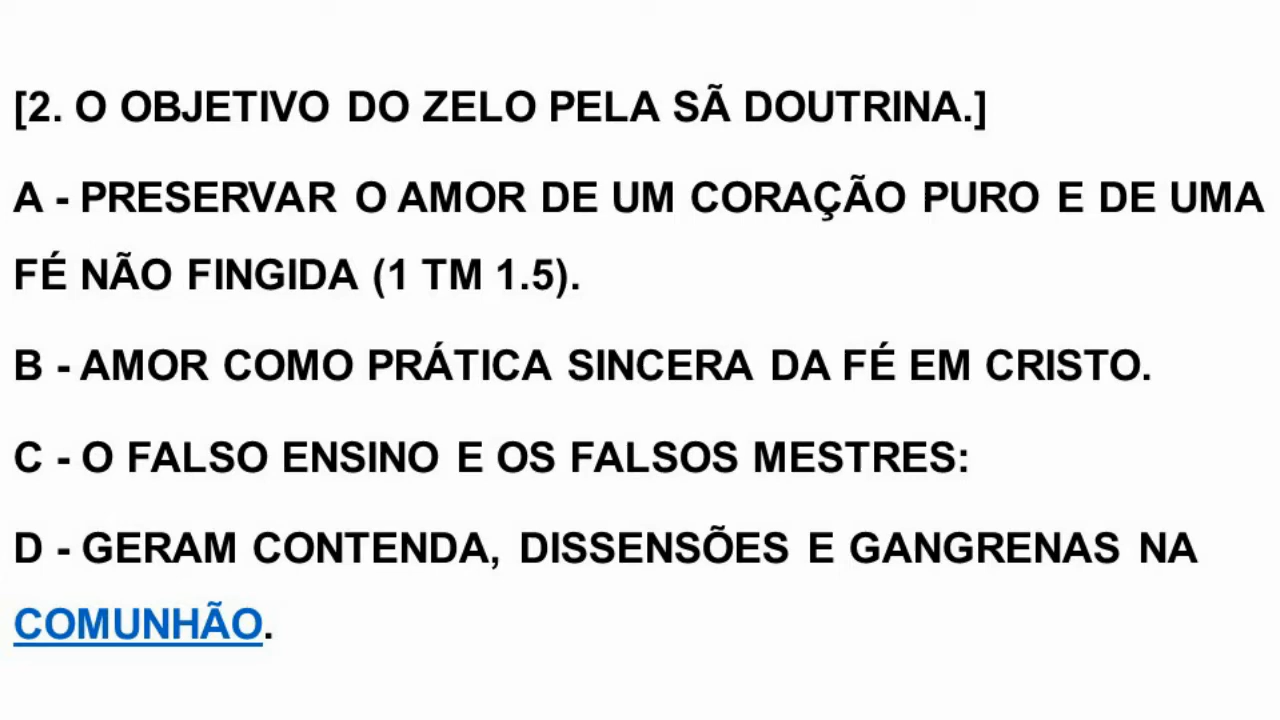 [2. O OBJETIVO DO ZELO PELA SÃ DOUTRINA.]
A - PRESERVAR O AMOR DE UM CORAÇÃO PURO E DE UMA
FÉ NÃO FINGIDA (1 TM 1.5).
B - AMOR COMO PRÁTICA SINCERA DA FÉ EM CRISTO.
C - O FALSO ENSINO E OS FALSOS MESTRES:
D - GERAM CONTENDA, DISSENSÕES E GANGRENAS NA
COMUNHÃO.